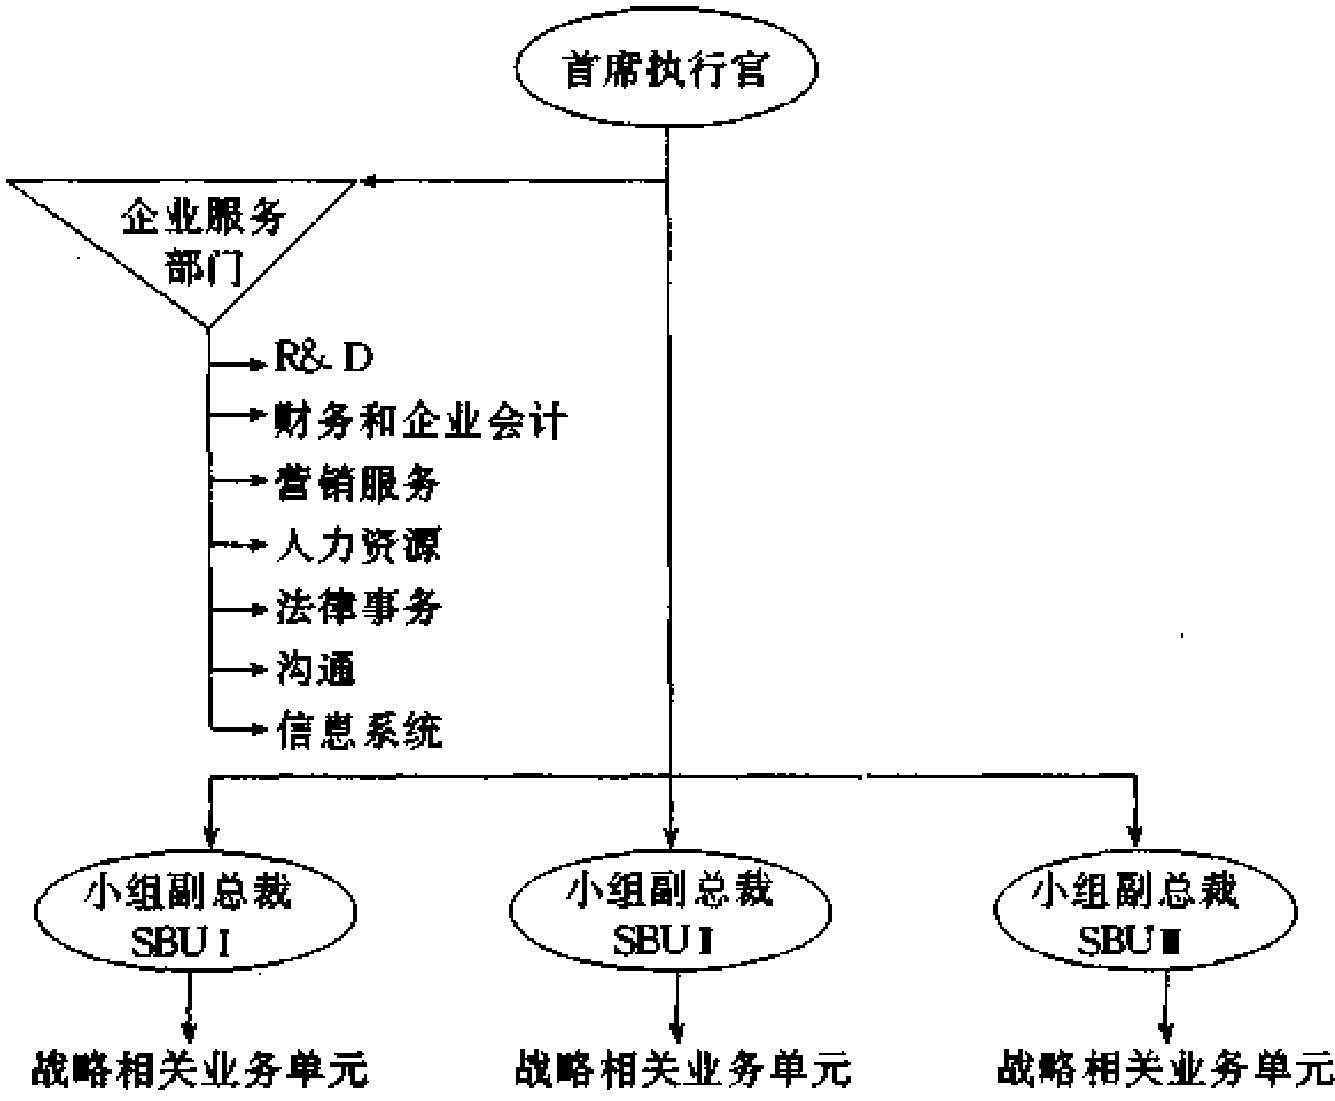 首席执行官
企业服务
部门
R& D
财务和企业会计
营销服务
人力资源
法律事务
沟通
信息系统
小组副总裁
SBU I
小组副总裁
SBU Ⅱ
小组副总裁
SBU Ⅲ
战略相关业务单元
战略相关业务单元
战略相关业务单元